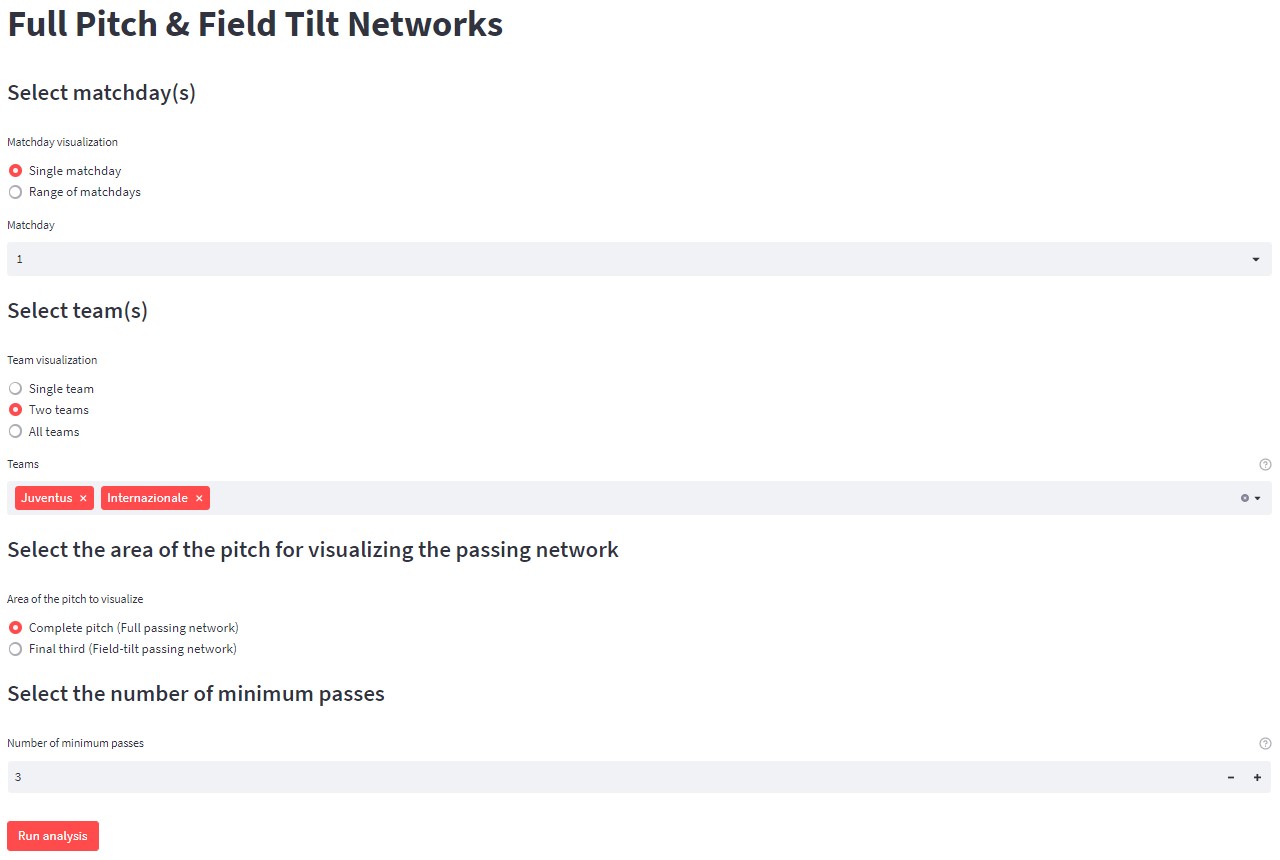 Full Pitch & Field Tilt Networks
Select matchday(s)
Matchday visualization
Single matchday
Range of matchdays
Matchday
1
Select team(s)
Team visualization
Single team
Two teams
All teams
Teams
Juventus × Internazionale ×
Select the area of the pitch for visualizing the passing network
Area of the pitch to visualize
Complete pitch (Full passing network)
Final third (Field-tilt passing network)
Select the number of minimum passes
Number of minimum passes
3 - +
Run analysis